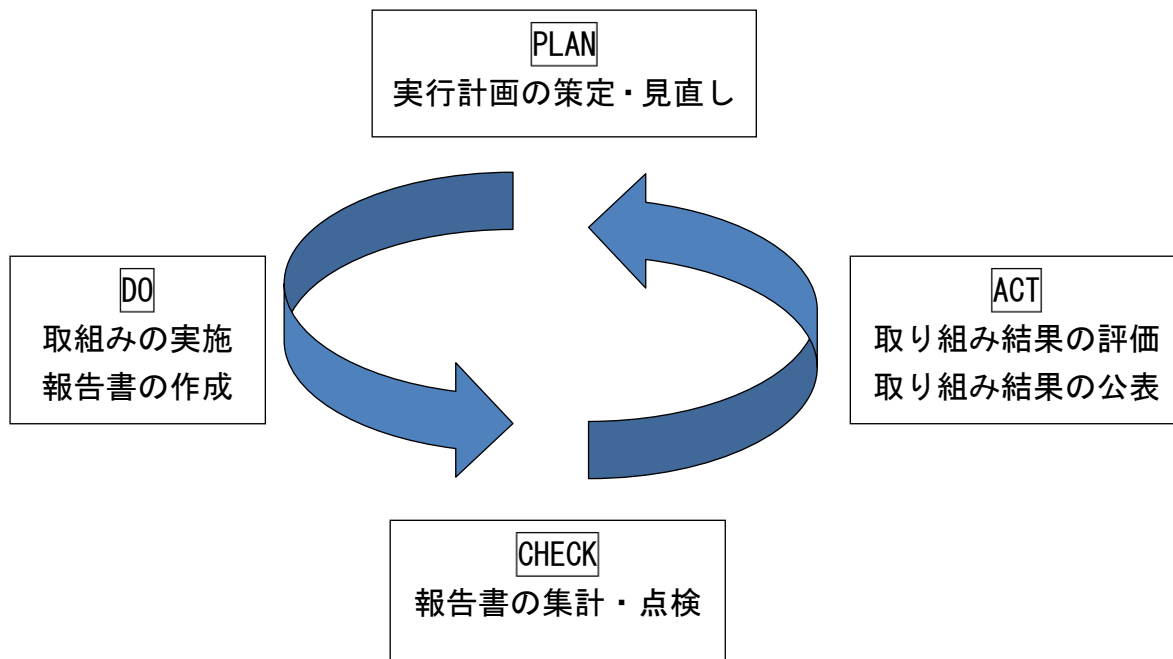 PLAN
実行計画の策定・見直し
DO
取組みの実施
報告書の作成
ACT
取り組み結果の評価
取り組み結果の公表
CHECK
報告書の集計・点検